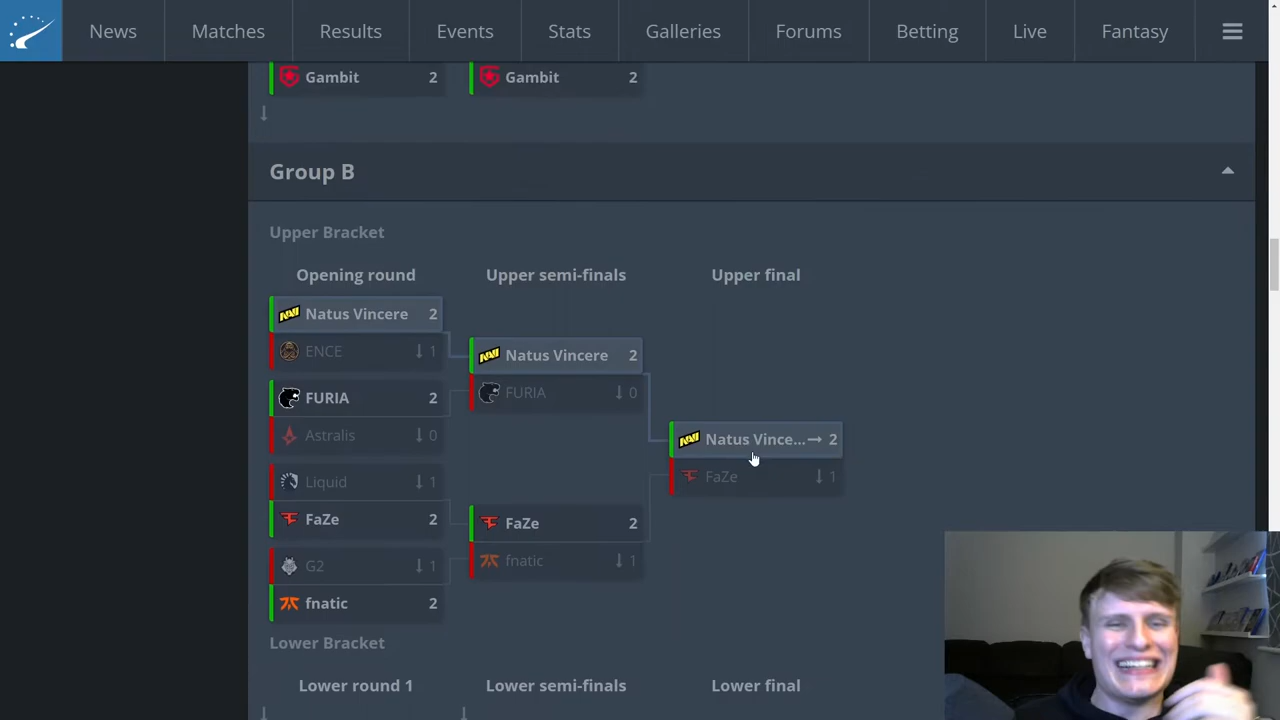 News Matches Results Events Stats Galleries Forums Betting Live Fantasy
Gambit 2 Gambit 2
Group B
Upper Bracket
Opening round Upper semi-finals Upper final
Natus Vincere 2
ENCE 1
FURIA 2
Astralis 0
Liquid 1
FaZe 2
G2 1
fnatic 2
Natus Vincere 2
FURIA 0
FaZe 2
fnatic 1
Natus Vince... 2
FaZe 1
Lower Bracket
Lower round 1 Lower semi-finals Lower final